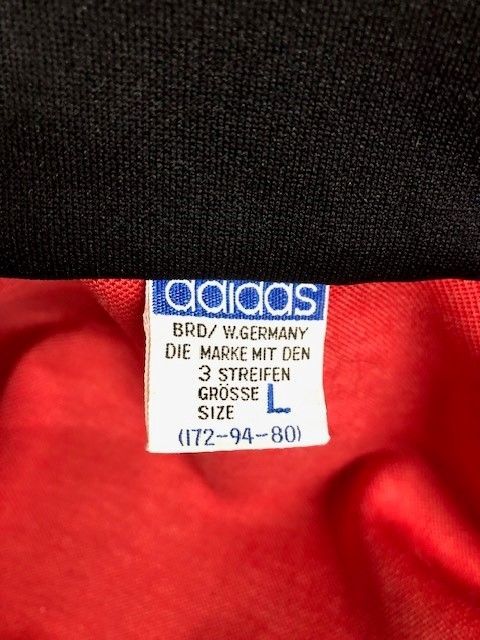 adidas
BRD/ W.GERMANY
DIE MARKE MIT DEN
3 STREIFEN
GRÖSSE L
SIZE
(172-94-80)